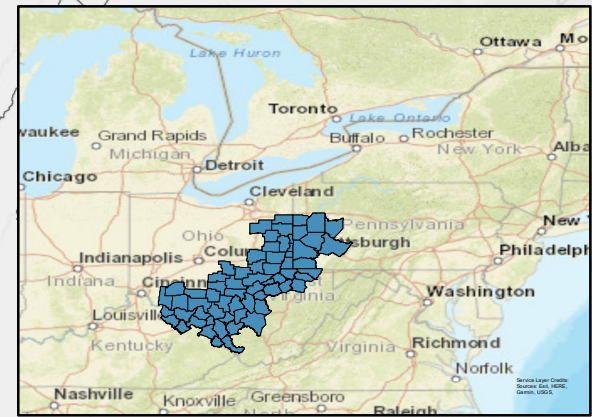 Lake Huron
Ottawa
Mo
Toronto
Lake Ontario
waukee
Grand Rapids
Buffalo
Rochester
Michigan
New York
Alba
Detroit
Chicago
Cleveland
Pennsylvania
New Y
Ohio
sburgh
Colu
Philadelph
Indianapolis
Indiana
Cincinn
Washington
ginia
Louisville
Kentucky
Virginia
Richmond
Norfolk
Service Layer Credits:
Sources: Esri, HERE,
Garmin, USGS,
Nashville
Knoxville
Greensboro
North
Raleigh